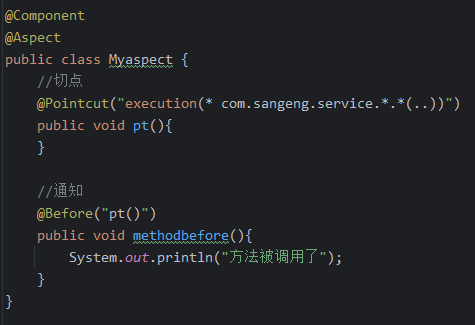 @Component
@Aspect
public class Myaspect {
    //切点
    @Pointcut("execution(* com.sangeng.service.*.*(..))")
    public void pt(){
    }
    //通知
    @Before("pt()")
    public void methodbefore(){
        System.out.println("方法被调用了");
    }
}